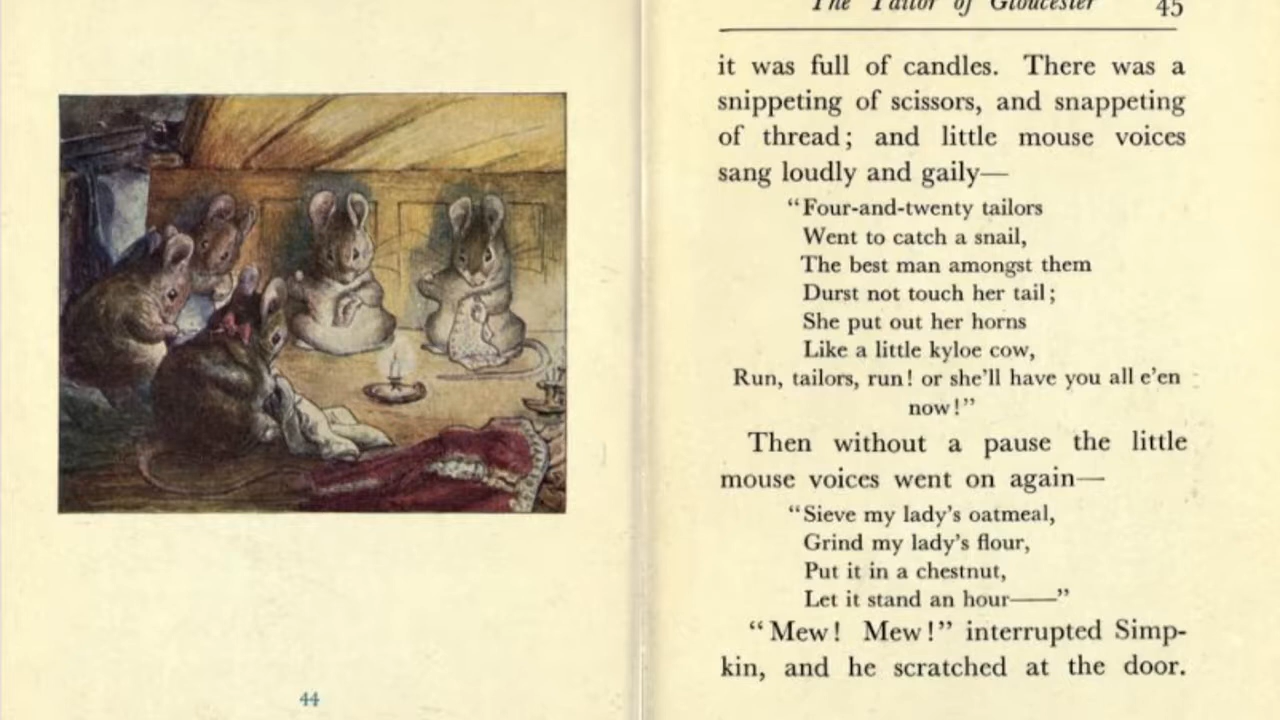 44
The Tailor of Gloucester 45
it was full of candles. There was a
snippeting of scissors, and snappeting
of thread; and little mouse voices
sang loudly and gaily—
“Four-and-twenty tailors
Went to catch a snail,
The best man amongst them
Durst not touch her tail;
She put out her horns
Like a little kyloe cow,
Run, tailors, run! or she’ll have you all e’en
now!”
Then without a pause the little
mouse voices went on again—
“Sieve my lady’s oatmeal,
Grind my lady’s flour,
Put it in a chestnut,
Let it stand an hour——”
“Mew! Mew!” interrupted Simp-
kin, and he scratched at the door.